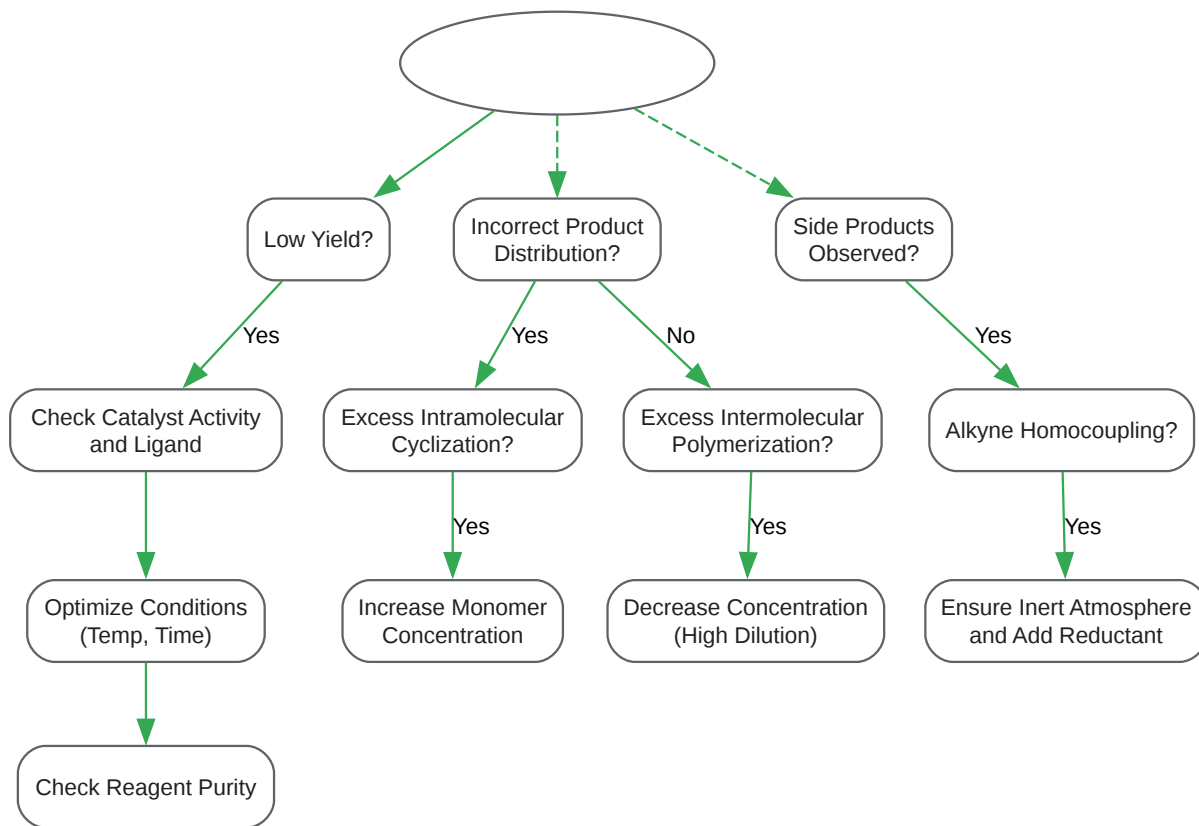 Low Yield?
Incorrect Product
Distribution?
Side Products
Observed?
Yes
Yes
No
Yes
Check Catalyst Activity
and Ligand
Excess Intramolecular
Cyclization?
Excess Intermolecular
Polymerization?
Alkyne Homocoupling?
Yes
Yes
Yes
Optimize Conditions
(Temp, Time)
Increase Monomer
Concentration
Decrease Concentration
(High Dilution)
Ensure Inert Atmosphere
and Add Reductant
Check Reagent Purity